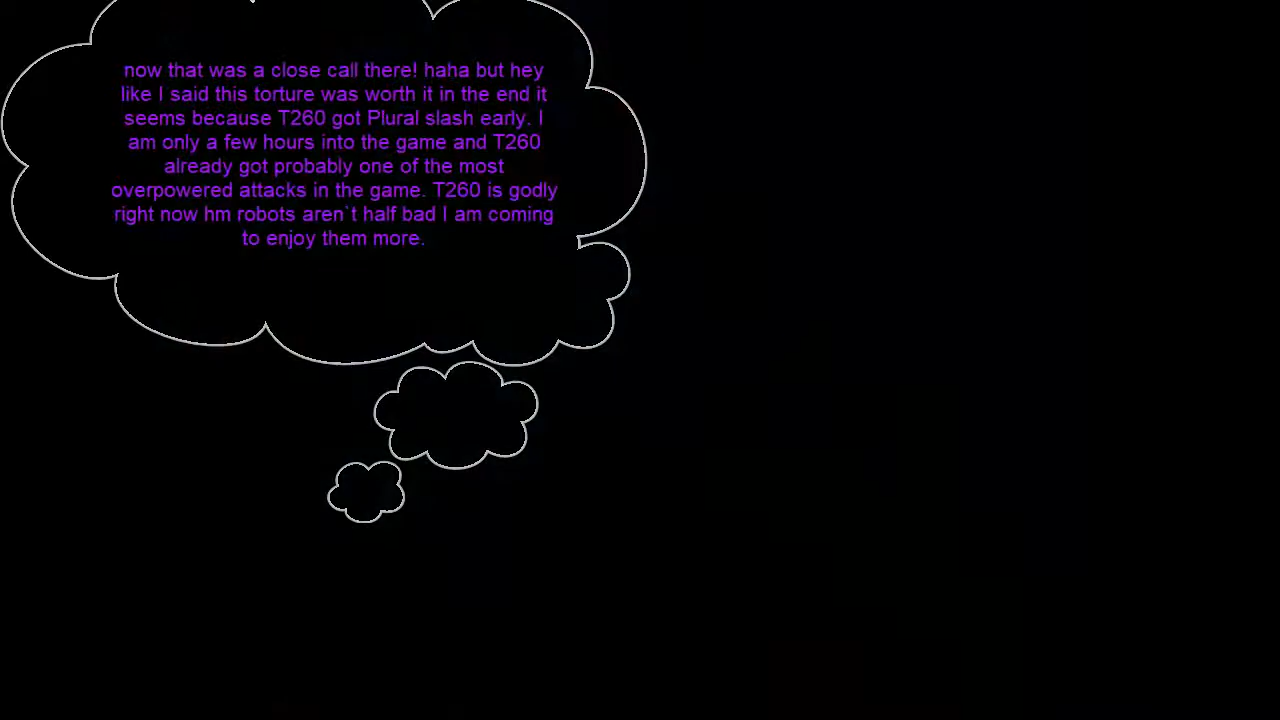 now that was a close call there! haha but hey
like I said this torture was worth it in the end it
seems because T260 got Plural slash early. I
am only a few hours into the game and T260
already got probably one of the most
overpowered attacks in the game. T260 is godly
right now hm robots aren`t half bad I am coming
to enjoy them more.